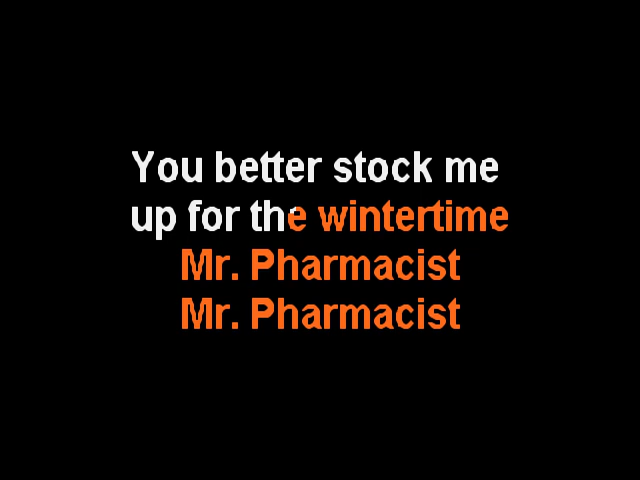 You better stock me
up for the wintertime
Mr. Pharmacist
Mr. Pharmacist